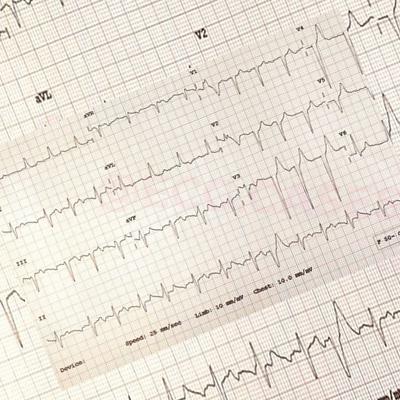 V2
aVL
V4
V1
aVR
V5
V2
aVL
V6
V3
aVF
III
II
Device: Speed: 25 mm/sec Limb: 10 mm/mV Chest: 10.0 mm/mV
F 50~